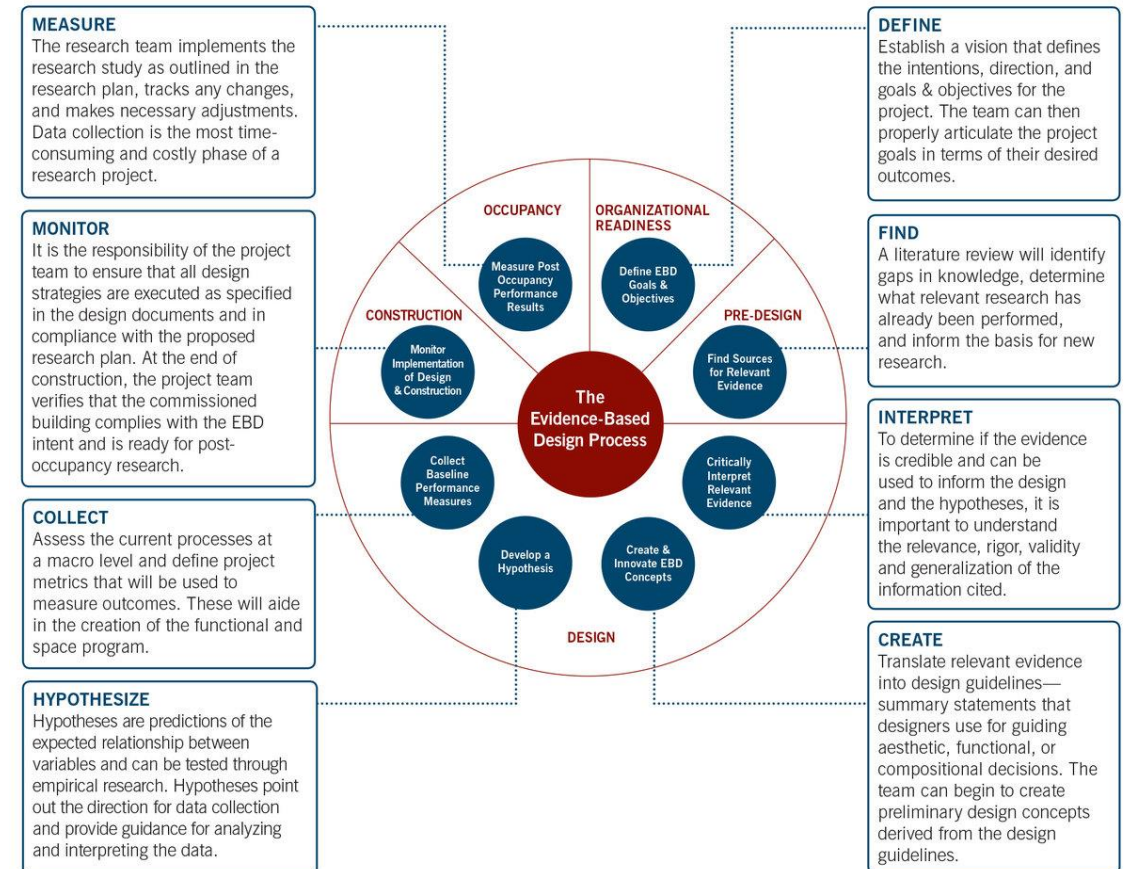 MEASURE
The research team implements the
research study as outlined in the
research plan, tracks any changes,
and makes necessary adjustments.
Data collection is the most time-
consuming and costly phase of a
research project.
MONITOR
It is the responsibility of the project
team to ensure that all design
strategies are executed as specified
in the design documents and in
compliance with the proposed
research plan. At the end of
construction, the project team
verifies that the commissioned
building complies with the EBD
intent and is ready for post-
occupancy research.
COLLECT
Assess the current processes at
a macro level and define project
metrics that will be used to
measure outcomes. These will aide
in the creation of the functional and
space program.
HYPOTHESIZE
Hypotheses are predictions of the
expected relationship between
variables and can be tested through
empirical research. Hypotheses point
out the direction for data collection
and provide guidance for analyzing
and interpreting the data.
OCCUPANCY
Measure Post
Occupancy
Performance
Results
ORGANIZATIONAL
READINESS
Define EBD
Goals &
Objectives
CONSTRUCTION
Monitor
Implementation
of Design
& Construction
PRE-DESIGN
Find Sources
for Relevant
Evidence
The
Evidence-Based
Design Process
Collect
Baseline
Performance
Measures
Critically
Interpret
Relevant
Evidence
Develop a
Hypothesis
Create &
Innovate EBD
Concepts
DESIGN
DEFINE
Establish a vision that defines
the intentions, direction, and
goals & objectives for the
project. The team can then
properly articulate the project
goals in terms of their desired
outcomes.
FIND
A literature review will identify
gaps in knowledge, determine
what relevant research has
already been performed,
and inform the basis for new
research.
INTERPRET
To determine if the evidence
is credible and can be
used to inform the design
and the hypotheses, it is
important to understand
the relevance, rigor, validity
and generalization of the
information cited.
CREATE
Translate relevant evidence
into design guidelines—
summary statements that
designers use for guiding
aesthetic, functional, or
compositional decisions. The
team can begin to create
preliminary design concepts
derived from the design
guidelines.